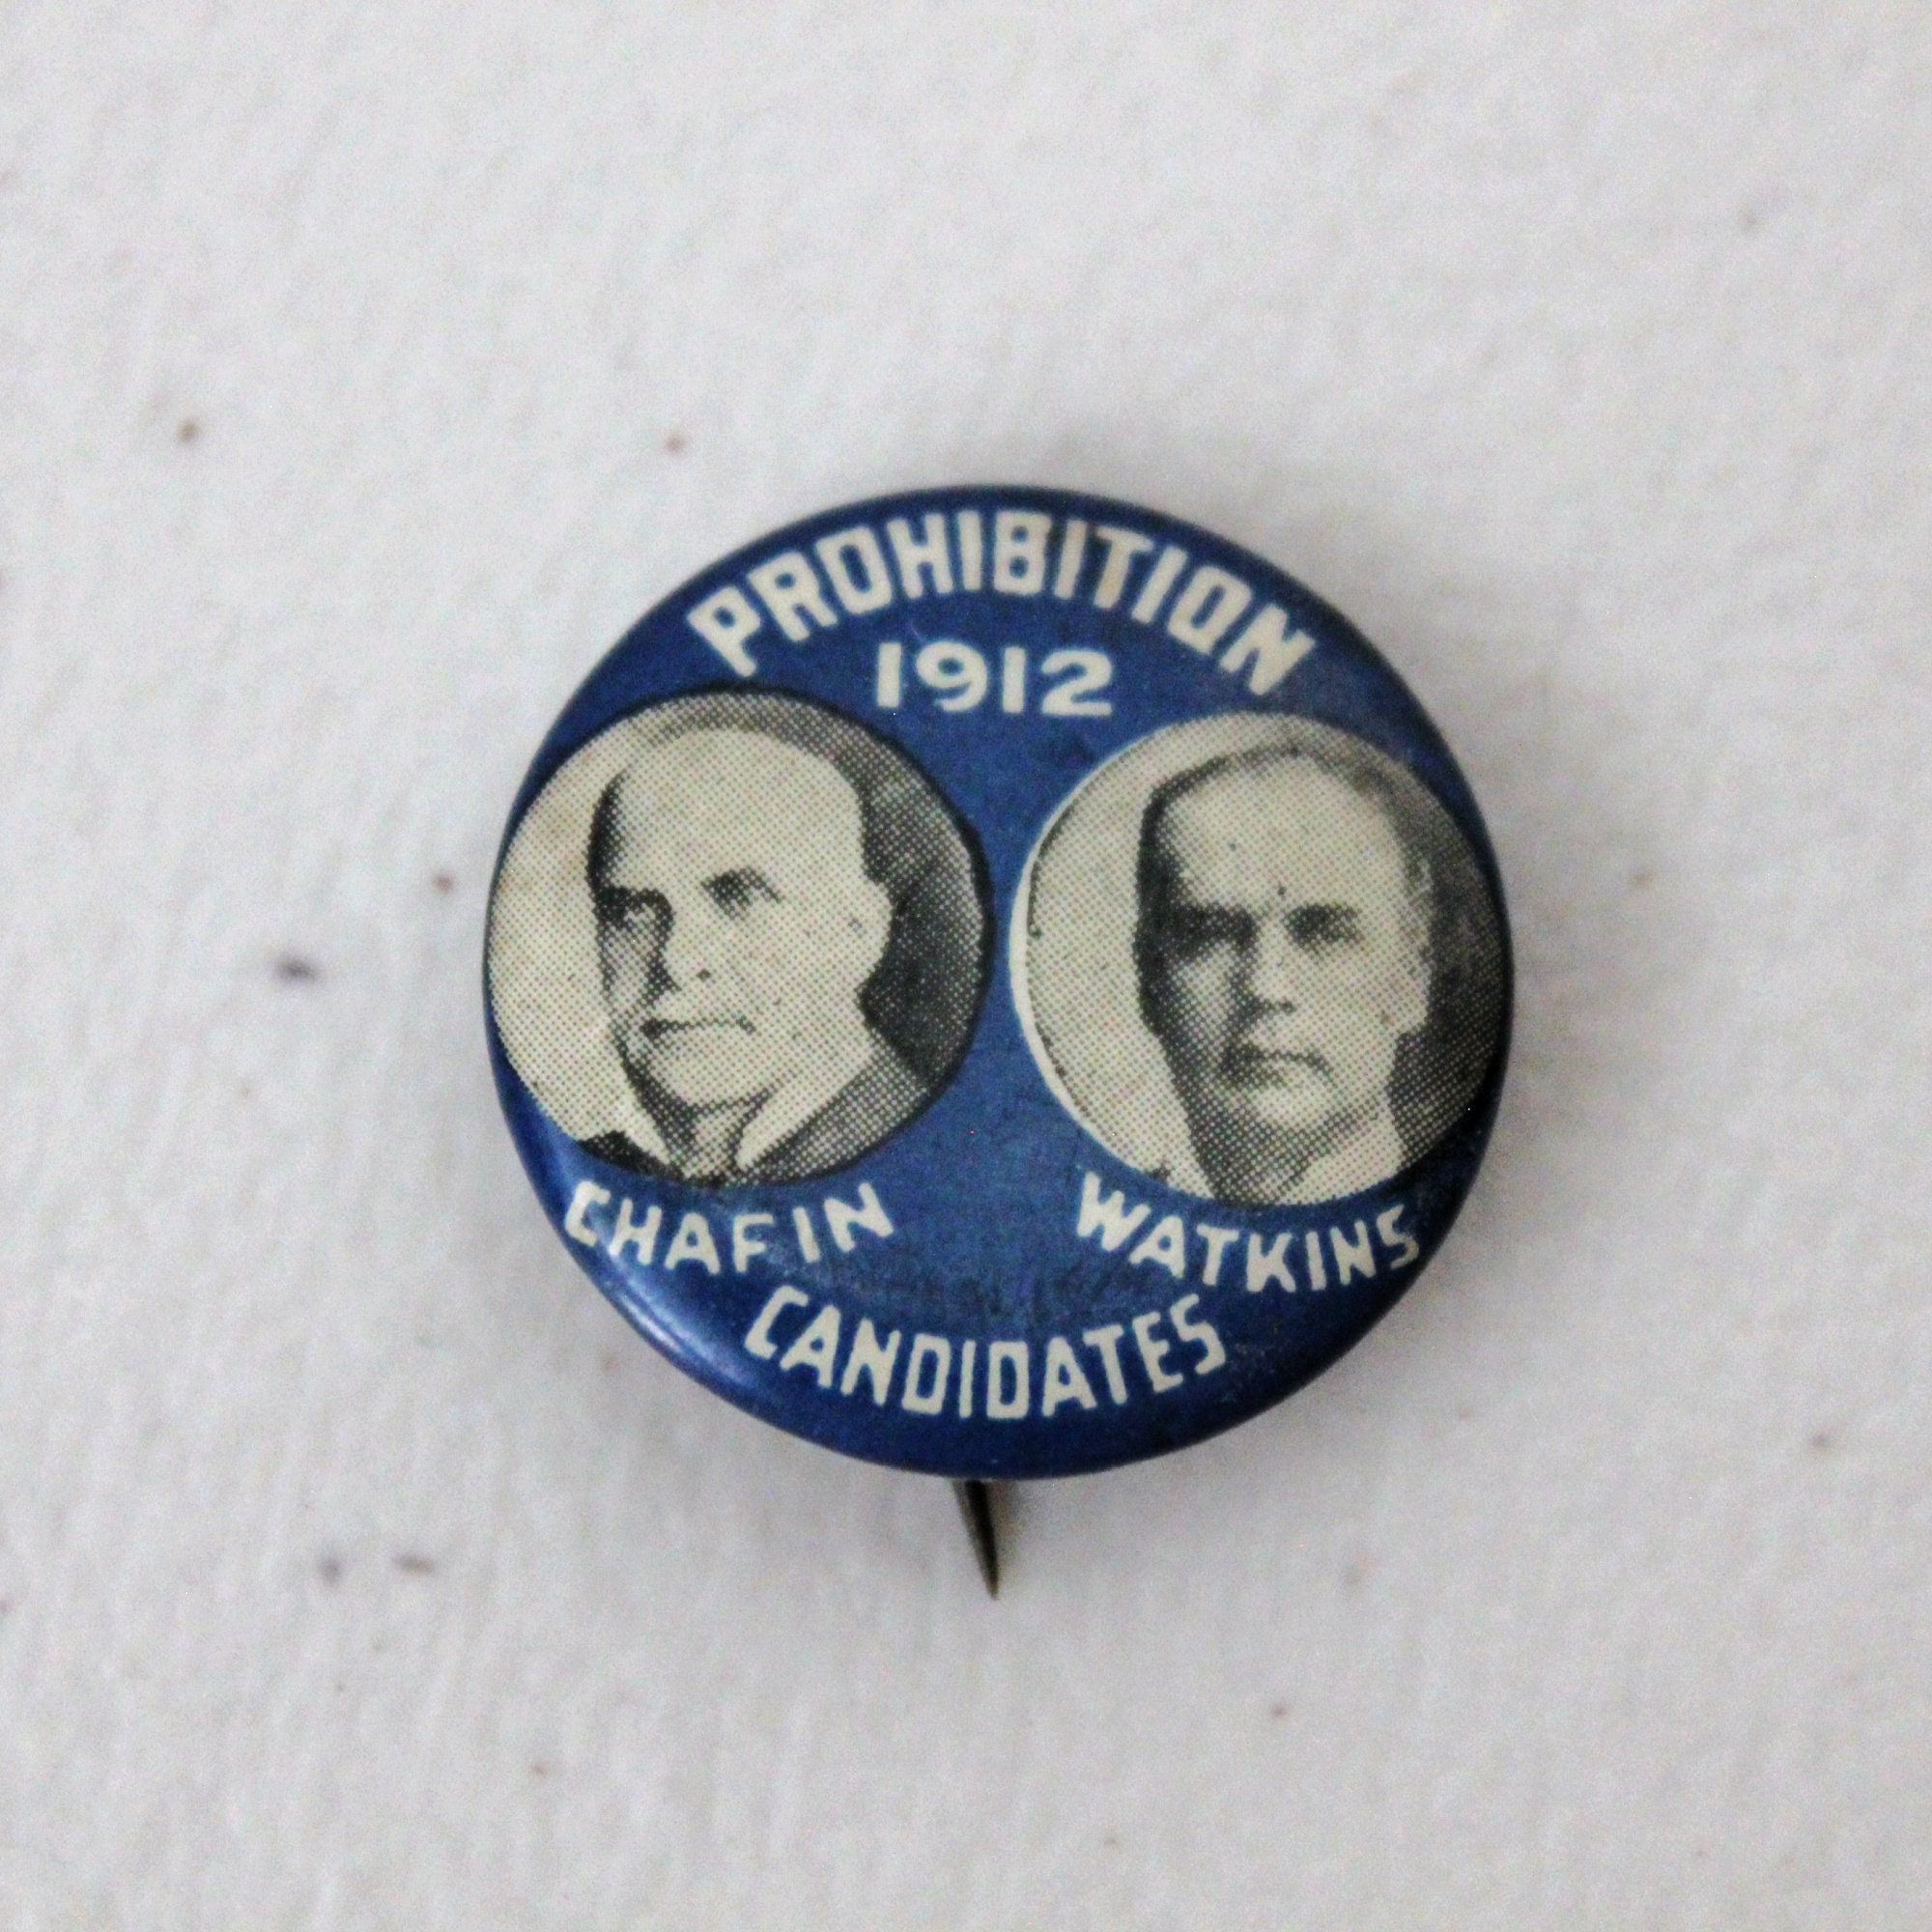 PROHIBITION
1912
CHAFIN
WATKINS
CANDIDATES